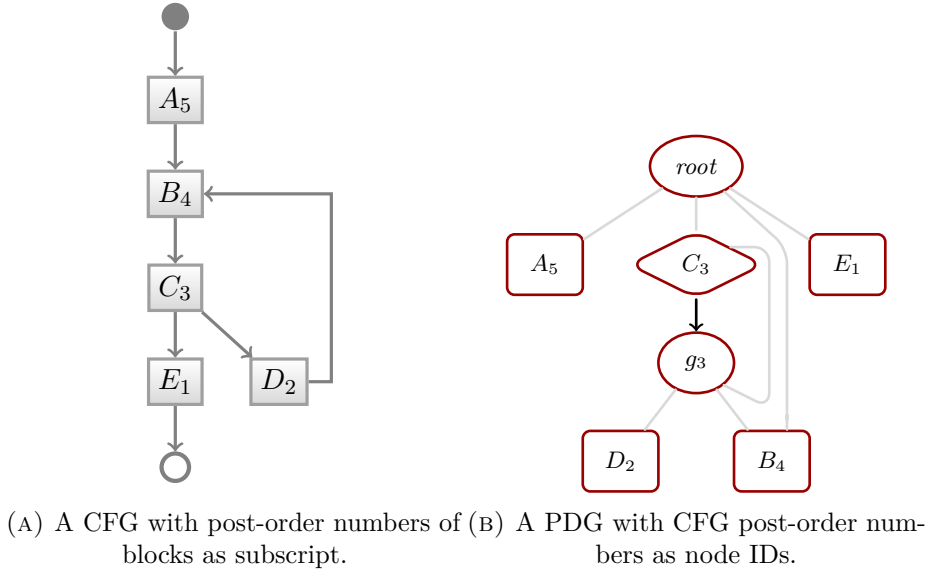 A₅
B₄
C₃
E₁
D₂
root
A₅
C₃
E₁
g₃
D₂
B₄
(A) A CFG with post-order numbers of
blocks as subscript.
(B) A PDG with CFG post-order num-
bers as node IDs.